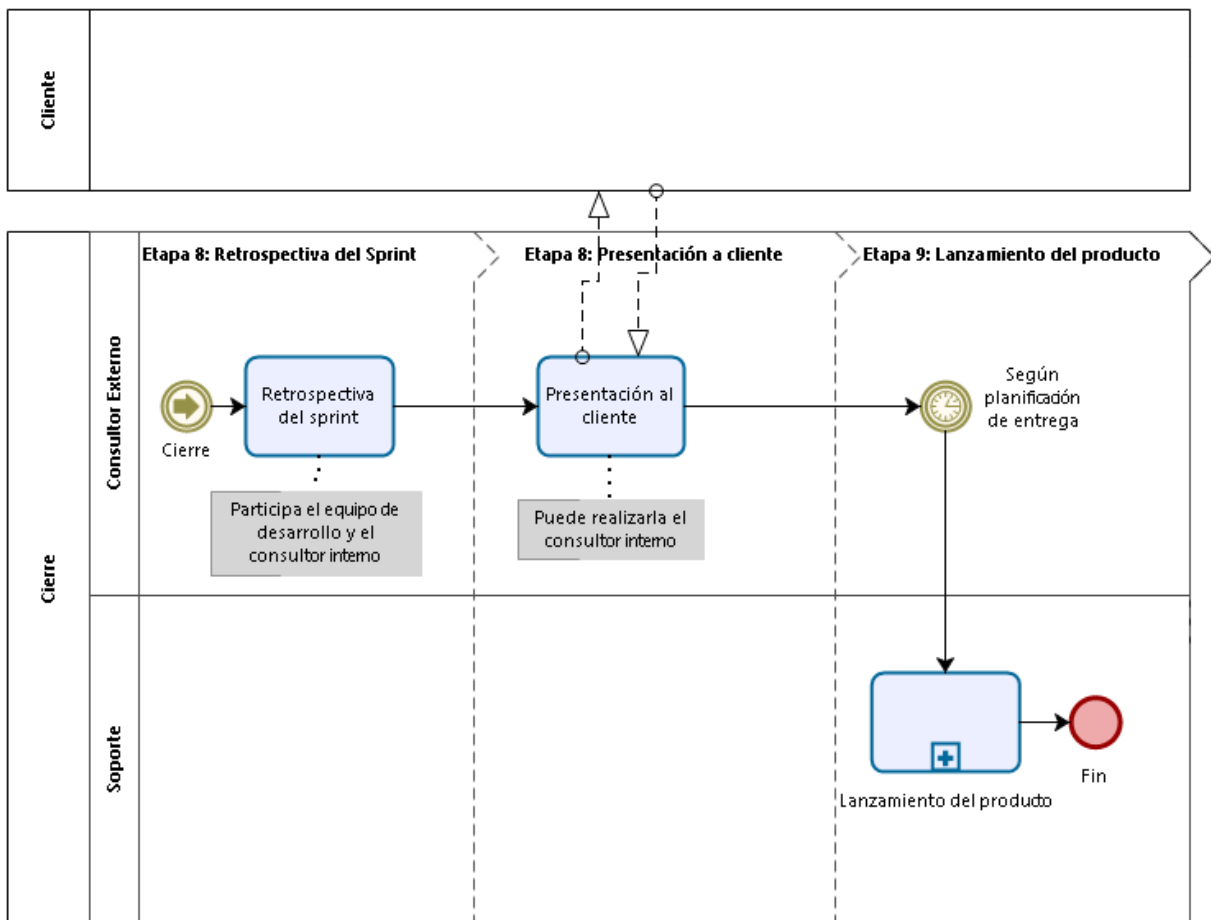 Cliente
Cierre
Consultor Externo
Soporte
Etapa 8: Retrospectiva del Sprint
Etapa 8: Presentación a cliente
Etapa 9: Lanzamiento del producto
Cierre
Retrospectiva
del sprint
Participa el equipo de
desarrollo y el
consultor interno
Presentación al
cliente
Puede realizarla el
consultor interno
Según
planificación
de entrega
Lanzamiento del producto
Fin